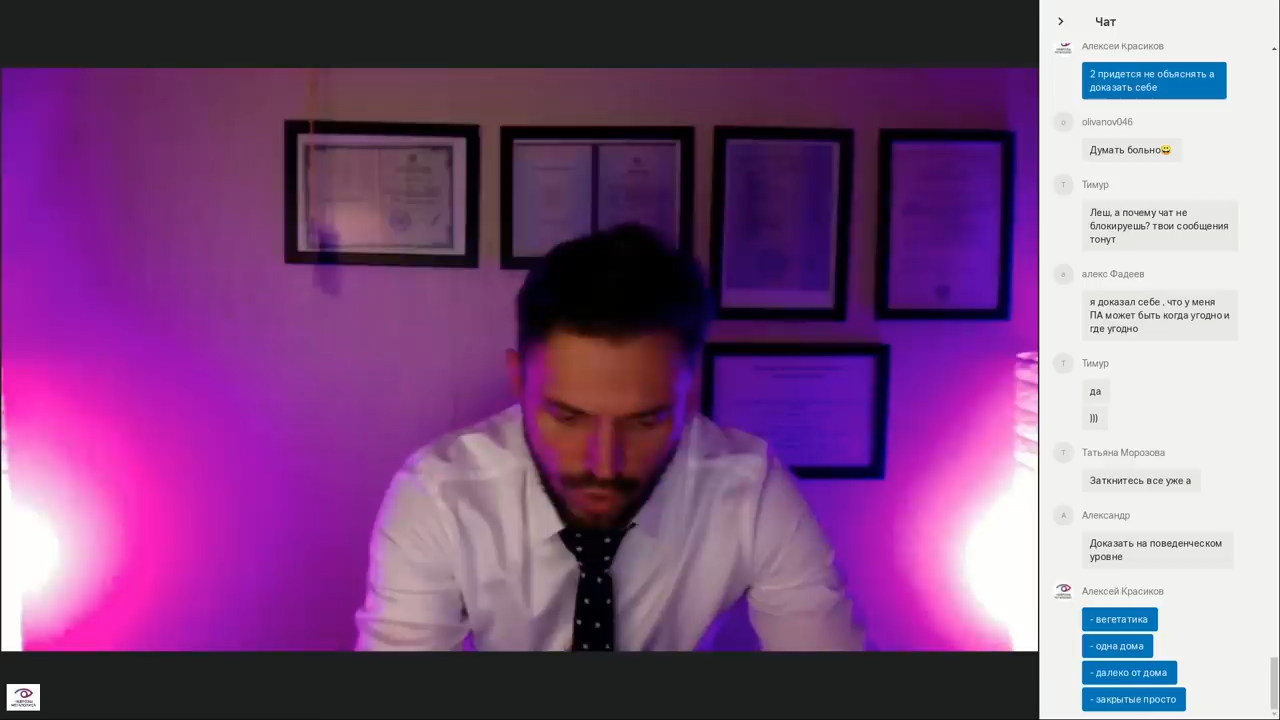 Чат
Алексей Красиков
2 придется не объяснять а
доказать себе
olivanov046
Думать больно😀
Тимур
Леш, а почему чат не
блокируешь? твои сообщения
тонут
алекс Фадеев
я доказал себе , что у меня
ПА может быть когда угодно и
где угодно
Тимур
да
)))
Татьяна Морозова
Заткнитесь все уже а
Александр
Доказать на поведенческом
уровне
Алексей Красиков
- вегетатика
- одна дома
- далеко от дома
- закрытые просто